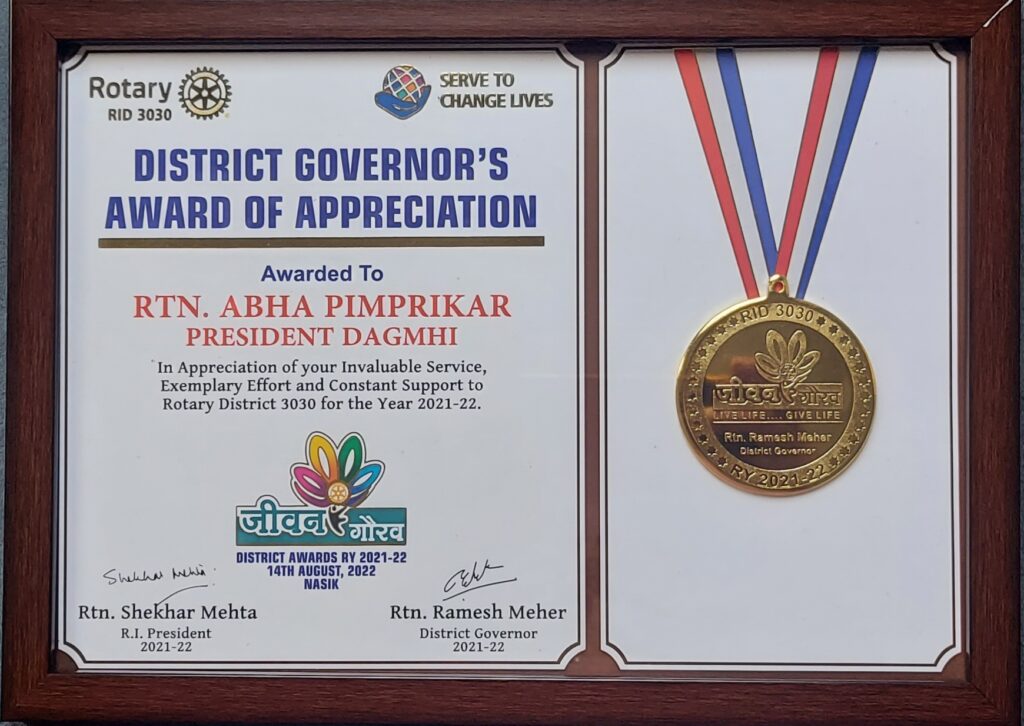 Rotary
RID 3030
SERVE TO
CHANGE LIVES
DISTRICT GOVERNOR'S
AWARD OF APPRECIATION
Awarded To
RTN. ABHA PIMPRIKAR
PRESIDENT DAGMHI
In Appreciation of your Invaluable Service,
Exemplary Effort and Constant Support to
Rotary District 3030 for the Year 2021-22.
जीवन गौरव
DISTRICT AWARDS RY 2021-22
14TH AUGUST, 2022
NASIK
Shekhar Mehta
Rtn. Shekhar Mehta
R.I. President
2021-22
Rtn. Ramesh Meher
District Governor
2021-22
RID 3030
जीवन गौरव
LIVE LIFE.... GIVE LIFE
Rtn. Ramesh Meher
District Governor
RY 2021-22